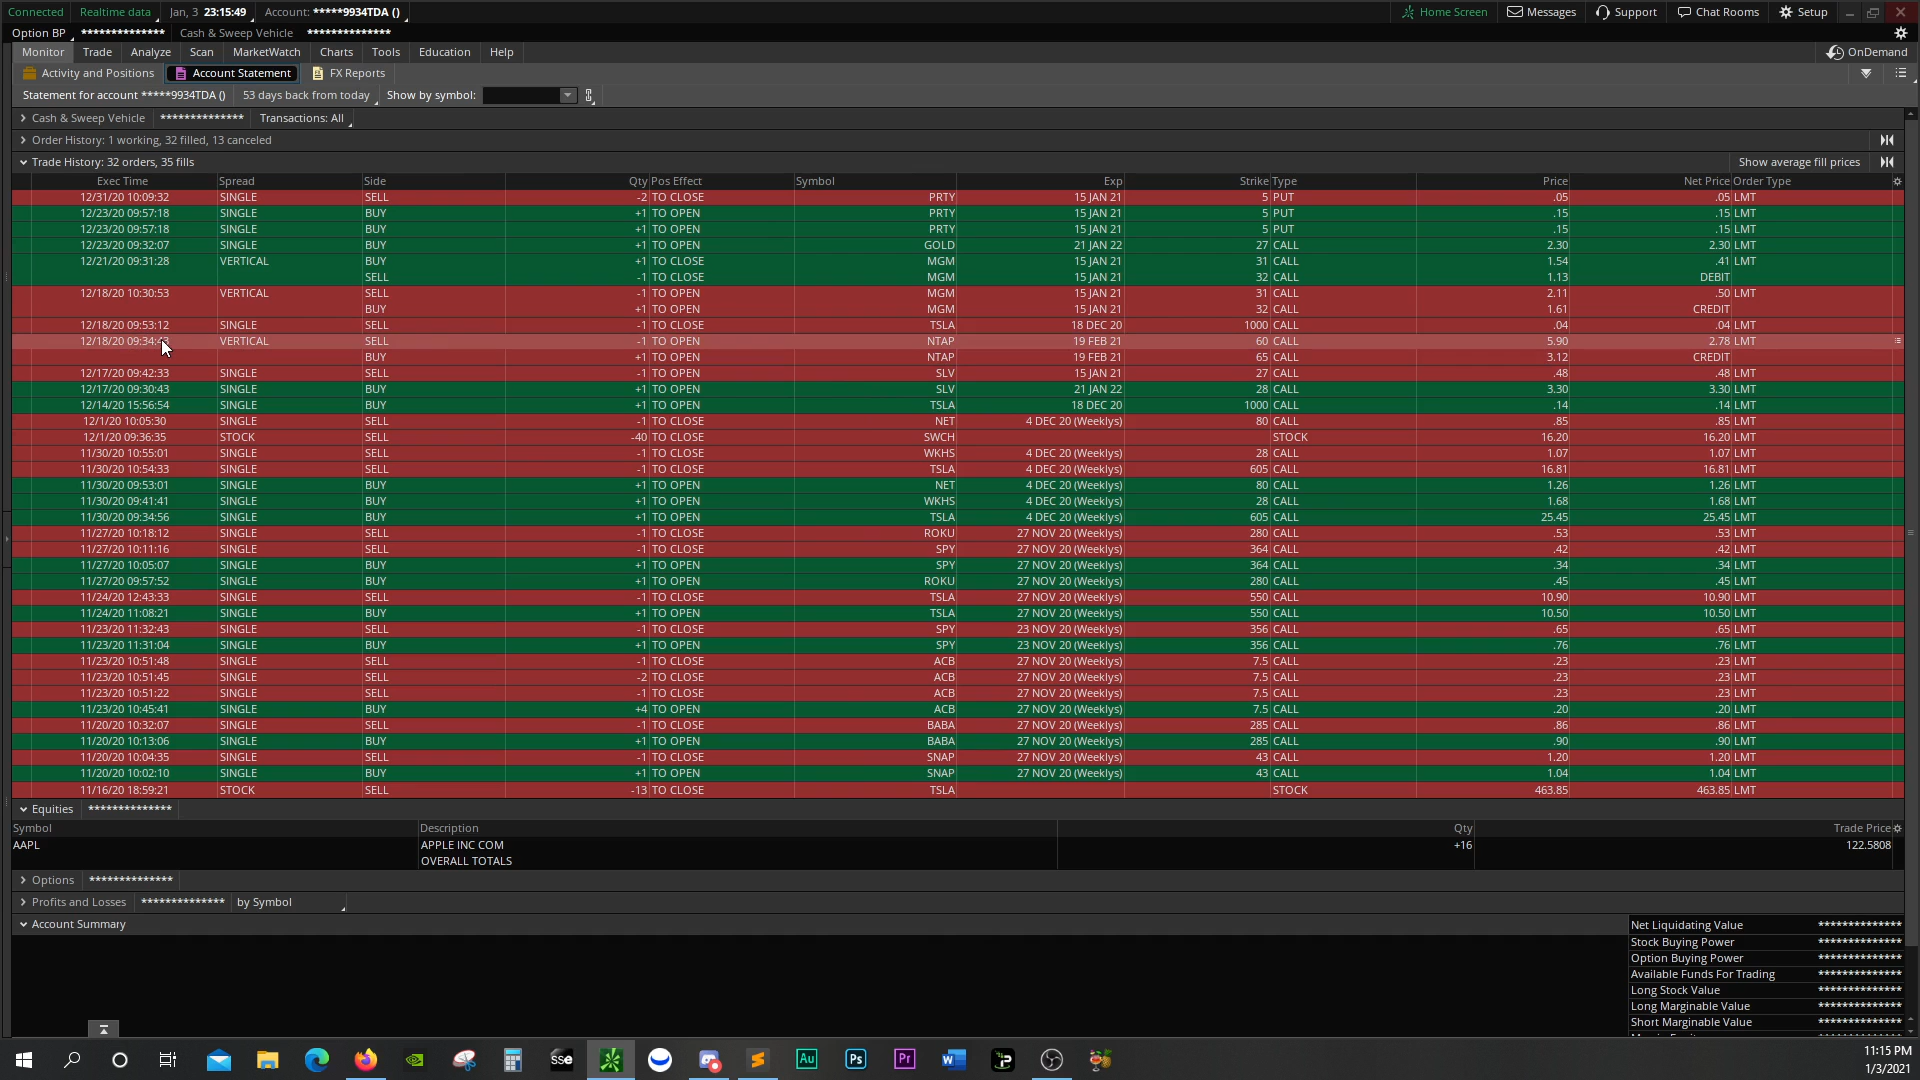 Connected Realtime data Jan, 3 23:15:49 Account: *****9934TDA () Home Screen Messages Support Chat Rooms Setup
Option BP ************** Cash & Sweep Vehicle **************
Monitor Trade Analyze Scan MarketWatch Charts Tools Education Help OnDemand
Activity and Positions Account Statement FX Reports
Statement for account *****9934TDA () 53 days back from today Show by symbol:
Cash & Sweep Vehicle ************** Transactions: All
Order History: 1 working, 32 filled, 13 canceled
Trade History: 32 orders, 35 fills Show average fill prices
Exec Time Spread Side Qty Pos Effect Symbol Exp Strike Type Price Net Price Order Type
12/31/20 10:09:32 SINGLE SELL -2 TO CLOSE PRTY 15 JAN 21 5 PUT .05 .05 LMT
12/23/20 09:57:18 SINGLE BUY +1 TO OPEN PRTY 15 JAN 21 5 PUT .15 .15 LMT
12/23/20 09:57:18 SINGLE BUY +1 TO OPEN PRTY 15 JAN 21 5 PUT .15 .15 LMT
12/23/20 09:32:07 SINGLE BUY +1 TO OPEN GOLD 21 JAN 22 27 CALL 2.30 2.30 LMT
12/21/20 09:31:28 VERTICAL BUY +1 TO CLOSE MGM 15 JAN 21 31 CALL 1.54 .41 LMT
SELL -1 TO CLOSE MGM 15 JAN 21 32 CALL 1.13 DEBIT
12/18/20 10:30:53 VERTICAL SELL -1 TO OPEN MGM 15 JAN 21 31 CALL 2.11 .50 LMT
BUY +1 TO OPEN MGM 15 JAN 21 32 CALL 1.61 CREDIT
12/18/20 09:53:12 SINGLE SELL -1 TO CLOSE TSLA 18 DEC 20 1000 CALL .04 .04 LMT
12/18/20 VERTICAL SELL -1 TO OPEN NTAP 19 FEB 21 60 CALL 5.90 2.78 LMT
BUY +1 TO OPEN NTAP 19 FEB 21 65 CALL 3.12 CREDIT
12/17/20 09:42:33 SINGLE SELL -1 TO OPEN SLV 15 JAN 21 27 CALL .48 .48 LMT
12/17/20 09:30:43 SINGLE BUY +1 TO OPEN SLV 21 JAN 22 28 CALL 3.30 3.30 LMT
12/14/20 15:56:54 SINGLE BUY +1 TO OPEN TSLA 18 DEC 20 1000 CALL .14 .14 LMT
12/1/20 10:05:30 SINGLE SELL -1 TO CLOSE NET 4 DEC 20 (Weeklys) 80 CALL .85 .85 LMT
12/1/20 09:36:35 STOCK SELL -40 TO CLOSE SWCH STOCK 16.20 16.20 LMT
11/30/20 10:55:01 SINGLE SELL -1 TO CLOSE WKHS 4 DEC 20 (Weeklys) 28 CALL 1.07 1.07 LMT
11/30/20 10:54:33 SINGLE SELL -1 TO CLOSE TSLA 4 DEC 20 (Weeklys) 605 CALL 16.81 16.81 LMT
11/30/20 09:53:01 SINGLE BUY +1 TO OPEN NET 4 DEC 20 (Weeklys) 80 CALL 1.26 1.26 LMT
11/30/20 09:41:41 SINGLE BUY +1 TO OPEN WKHS 4 DEC 20 (Weeklys) 28 CALL 1.68 1.68 LMT
11/30/20 09:34:56 SINGLE BUY +1 TO OPEN TSLA 4 DEC 20 (Weeklys) 605 CALL 25.45 25.45 LMT
11/27/20 10:18:12 SINGLE SELL -1 TO CLOSE ROKU 27 NOV 20 (Weeklys) 280 CALL .53 .53 LMT
11/27/20 10:11:16 SINGLE SELL -1 TO CLOSE SPY 27 NOV 20 (Weeklys) 364 CALL .42 .42 LMT
11/27/20 10:05:07 SINGLE BUY +1 TO OPEN SPY 27 NOV 20 (Weeklys) 364 CALL .34 .34 LMT
11/27/20 09:57:52 SINGLE BUY +1 TO OPEN ROKU 27 NOV 20 (Weeklys) 280 CALL .45 .45 LMT
11/24/20 12:43:33 SINGLE SELL -1 TO CLOSE TSLA 27 NOV 20 (Weeklys) 550 CALL 10.90 10.90 LMT
11/24/20 11:08:21 SINGLE BUY +1 TO OPEN TSLA 27 NOV 20 (Weeklys) 550 CALL 10.50 10.50 LMT
11/23/20 11:32:43 SINGLE SELL -1 TO CLOSE SPY 23 NOV 20 (Weeklys) 356 CALL .65 .65 LMT
11/23/20 11:31:04 SINGLE BUY +1 TO OPEN SPY 23 NOV 20 (Weeklys) 356 CALL .76 .76 LMT
11/23/20 10:51:48 SINGLE SELL -1 TO CLOSE ACB 27 NOV 20 (Weeklys) 7.5 CALL .23 .23 LMT
11/23/20 10:51:45 SINGLE SELL -2 TO CLOSE ACB 27 NOV 20 (Weeklys) 7.5 CALL .23 .23 LMT
11/23/20 10:51:22 SINGLE SELL -1 TO CLOSE ACB 27 NOV 20 (Weeklys) 7.5 CALL .23 .23 LMT
11/23/20 10:45:41 SINGLE BUY +4 TO OPEN ACB 27 NOV 20 (Weeklys) 7.5 CALL .20 .20 LMT
11/20/20 10:32:07 SINGLE SELL -1 TO CLOSE BABA 27 NOV 20 (Weeklys) 285 CALL .86 .86 LMT
11/20/20 10:13:06 SINGLE BUY +1 TO OPEN BABA 27 NOV 20 (Weeklys) 285 CALL .90 .90 LMT
11/20/20 10:04:35 SINGLE SELL -1 TO CLOSE SNAP 27 NOV 20 (Weeklys) 43 CALL 1.20 1.20 LMT
11/20/20 10:02:10 SINGLE BUY +1 TO OPEN SNAP 27 NOV 20 (Weeklys) 43 CALL 1.04 1.04 LMT
11/16/20 18:59:21 STOCK SELL -13 TO CLOSE TSLA STOCK 463.85 463.85 LMT
Equities **************
Symbol Description Qty Trade Price
AAPL APPLE INC COM +16 122.5808
OVERALL TOTALS
Options **************
Profits and Losses ************** by Symbol
Account Summary
Net Liquidating Value **************
Stock Buying Power **************
Option Buying Power **************
Available Funds For Trading **************
Long Stock Value **************
Long Marginable Value **************
Short Marginable Value **************
sse Au Ps Pr W
11:15 PM
1/3/2021